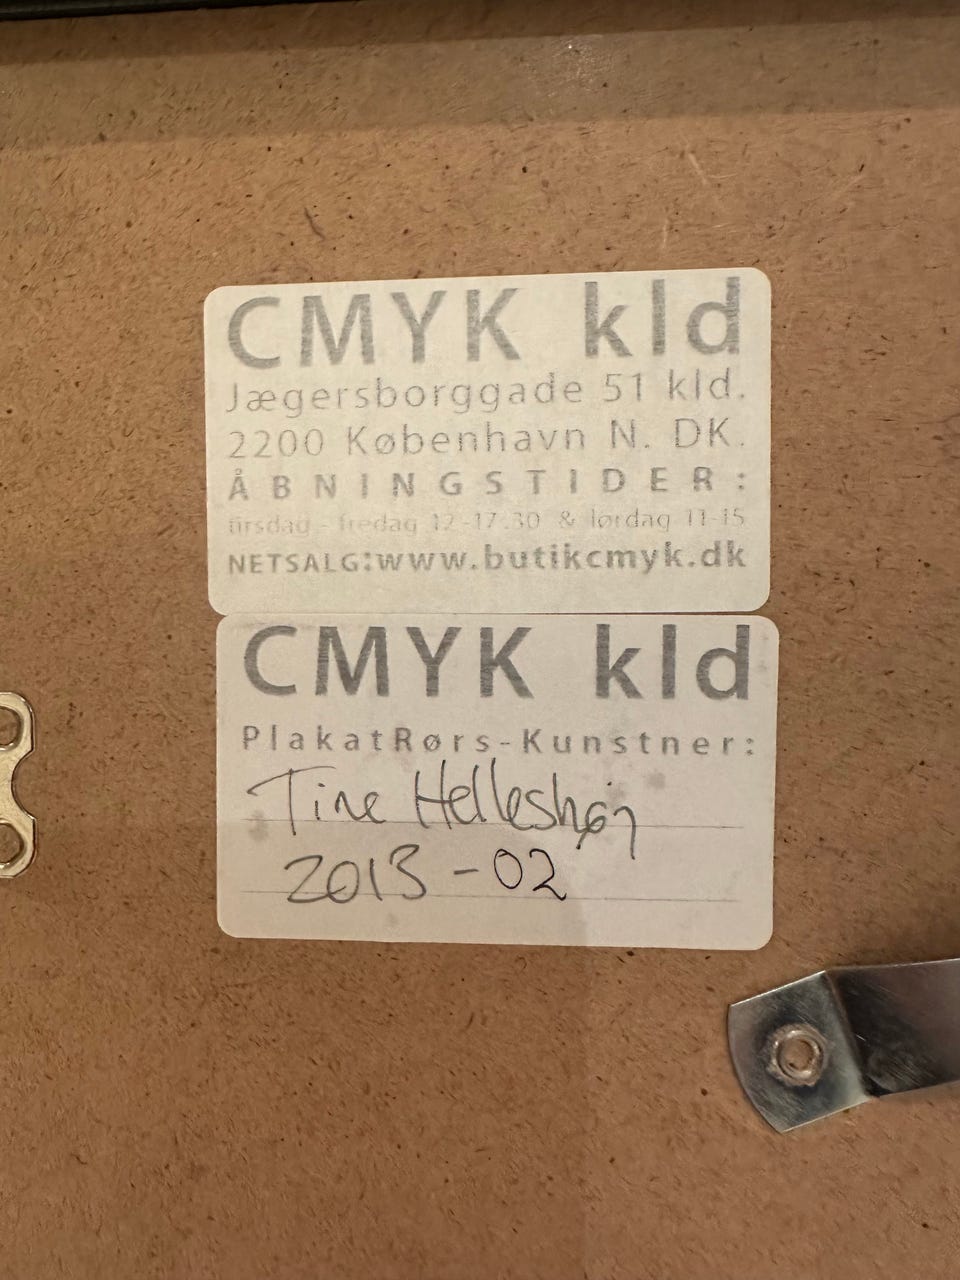 CMYK kld
Jægersborggade 51 kld.
2200 København N. DK.
ÅBNINGSTIDER:
tirsdag - fredag 12-17.30 & lørdag 11-15
NETSALG:www.butikcmyk.dk
CMYK kld
PlakatRørs-Kunstner:
Tine Helleshøj
2013-02